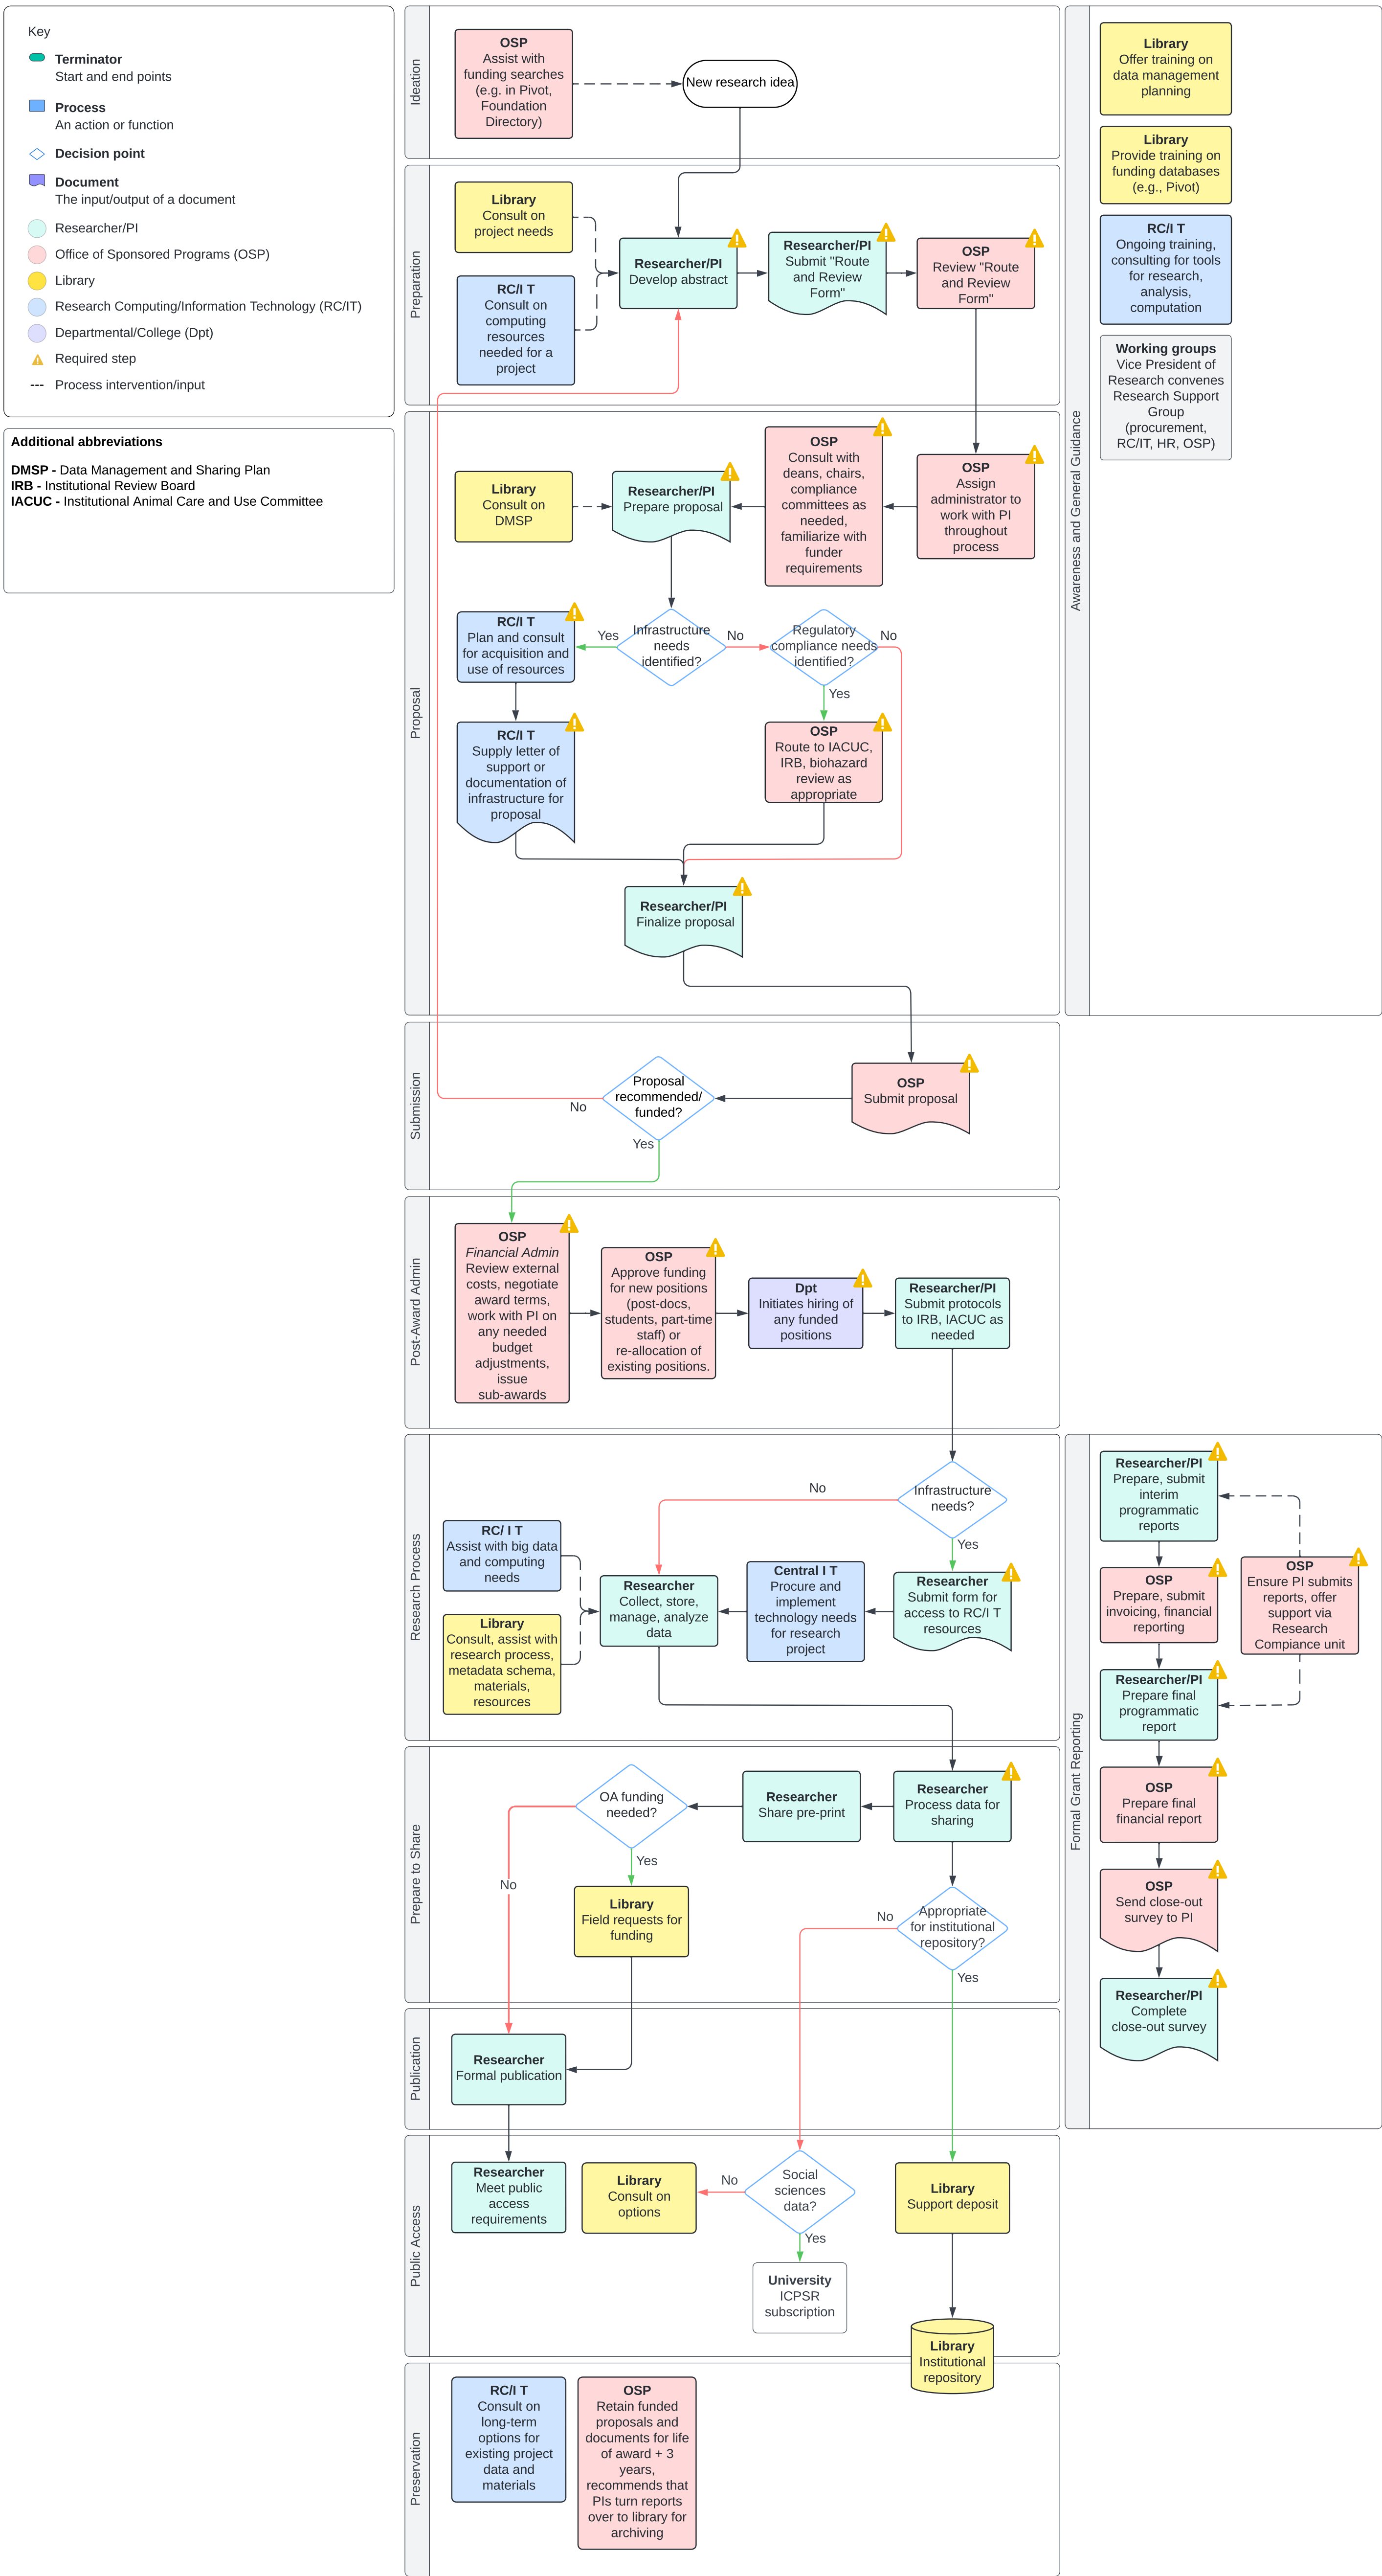 Key
Terminator
Start and end points
Process
An action or function
Decision point
Document
The input/output of a document
Researcher/PI
Office of Sponsored Programs (OSP)
Library
Research Computing/Information Technology (RC/IT)
Departmental/College (Dpt)
Required step
Process intervention/input
Additional abbreviations
DMSP - Data Management and Sharing Plan
IRB - Institutional Review Board
IACUC - Institutional Animal Care and Use Committee
Ideation
OSP
Assist with
funding searches
(e.g. in Pivot,
Foundation
Directory)
New research idea
Preparation
Library
Consult on
project needs
RC/I T
Consult on
computing
resources
needed for a
project
Researcher/PI
Develop abstract
Researcher/PI
Submit "Route
and Review
Form"
OSP
Review "Route
and Review
Form"
Proposal
Library
Consult on
DMSP
Researcher/PI
Prepare proposal
OSP
Consult with
deans, chairs,
compliance
committees as
needed,
familiarize with
funder
requirements
OSP
Assign
administrator to
work with PI
throughout
process
RC/I T
Plan and consult
for acquisition and
use of resources
Yes
Infrastructure
needs
identified?
No
Regulatory
compliance needs
identified?
No
Yes
RC/I T
Supply letter of
support or
documentation of
infrastructure for
proposal
OSP
Route to IACUC,
IRB, biohazard
review as
appropriate
Researcher/PI
Finalize proposal
Submission
No
Proposal
recommended/
funded?
Yes
OSP
Submit proposal
Post-Award Admin
OSP
Financial Admin
Review external
costs, negotiate
award terms,
work with PI on
any needed
budget
adjustments,
issue
sub-awards
OSP
Approve funding
for new positions
(post-docs,
students, part-time
staff) or
re-allocation of
existing positions.
Dpt
Initiates hiring of
any funded
positions
Researcher/PI
Submit protocols
to IRB, IACUC as
needed
Research Process
No
Infrastructure
needs?
Yes
RC/ I T
Assist with big data
and computing
needs
Library
Consult, assist with
research process,
metadata schema,
materials,
resources
Researcher
Collect, store,
manage, analyze
data
Central I T
Procure and
implement
technology needs
for research
project
Researcher
Submit form for
access to RC/I T
resources
Prepare to Share
OA funding
needed?
Yes
No
Library
Field requests for
funding
Researcher
Share pre-print
Researcher
Process data for
sharing
No
Appropriate
for institutional
repository?
Yes
Publication
Researcher
Formal publication
Public Access
Researcher
Meet public
access
requirements
Library
Consult on
options
No
Social
sciences
data?
Yes
University
ICPSR
subscription
Library
Support deposit
Library
Institutional
repository
Preservation
RC/I T
Consult on
long-term
options for
existing project
data and
materials
OSP
Retain funded
proposals and
documents for life
of award + 3
years,
recommends that
PIs turn reports
over to library for
archiving
Awareness and General Guidance
Library
Offer training on
data management
planning
Library
Provide training on
funding databases
(e.g., Pivot)
RC/I T
Ongoing training,
consulting for tools
for research,
analysis,
computation
Working groups
Vice President of
Research convenes
Research Support
Group
(procurement,
RC/IT, HR, OSP)
Formal Grant Reporting
Researcher/PI
Prepare, submit
interim
programmatic
reports
OSP
Prepare, submit
invoicing, financial
reporting
OSP
Ensure PI submits
reports, offer
support via
Research
Compiance unit
Researcher/PI
Prepare final
programmatic
report
OSP
Prepare final
financial report
OSP
Send close-out
survey to PI
Researcher/PI
Complete
close-out survey